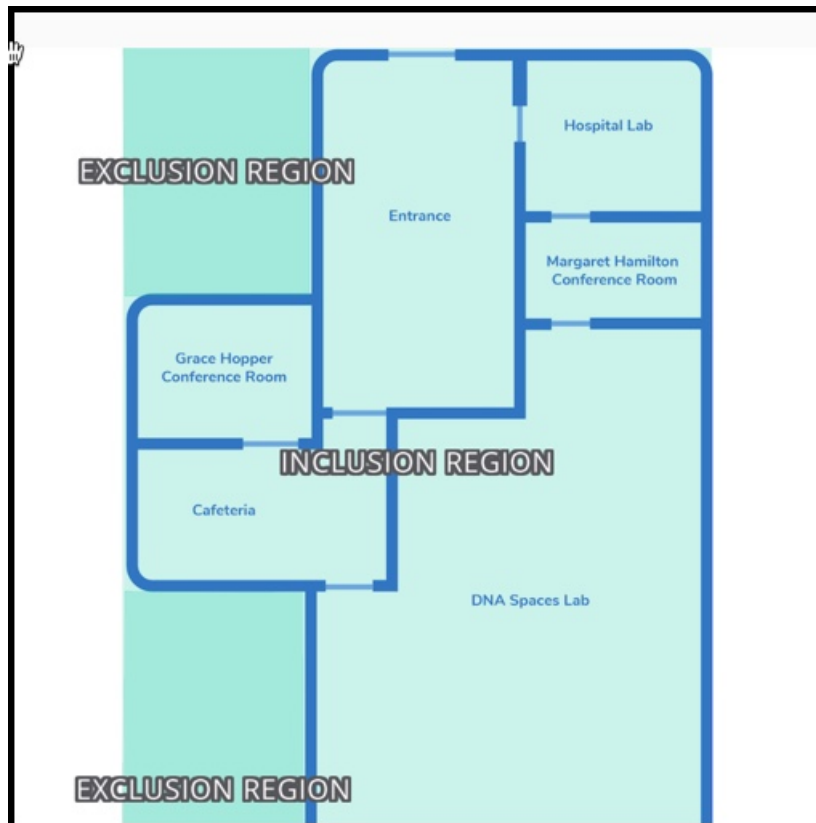 Hospital Lab
EXCLUSION REGION
Entrance
Margaret Hamilton
Conference Room
Grace Hopper
Conference Room
INCLUSION REGION
Cafeteria
DNA Spaces Lab
EXCLUSION REGION